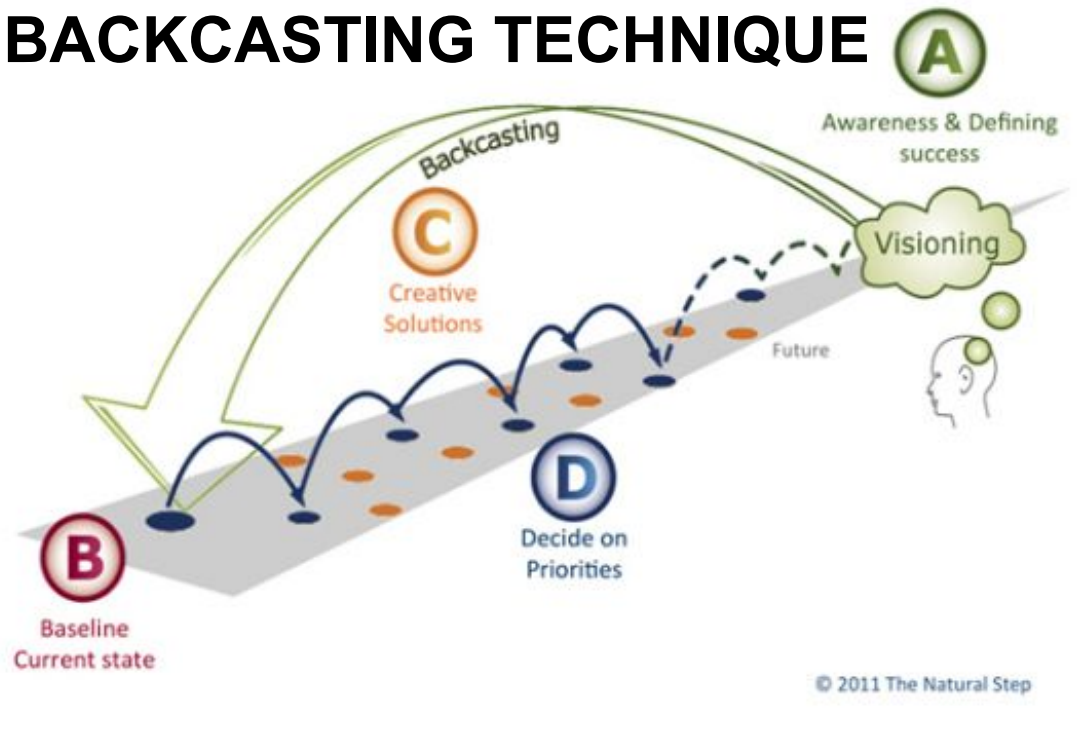 BACKCASTING TECHNIQUE
A
Awareness & Defining
success
Backcasting
C
Creative
Solutions
Visioning
Future
D
Decide on
Priorities
B
Baseline
Current state
© 2011 The Natural Step